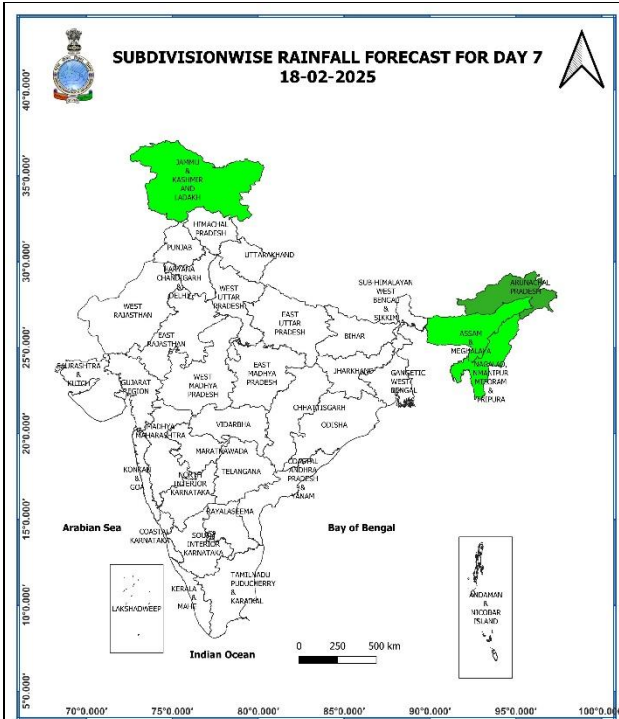 SUBDIVISIONWISE RAINFALL FORECAST FOR DAY 7
18-02-2025
40°0.000'
35°0.000'
30°0.000'
25°0.000'
20°0.000'
15°0.000'
10°0.000'
5°0.000'
JAMMU
&
KASHMIR
AND
LADAKH
HIMACHAL
PRADESH
PUNJAB
UTTARAKHAND
HARYANA
CHANDIGARH
&
DELHI
WEST
UTTAR
PRADESH
ARUNACHAL
PRADESH
SUB-HIMALAYAN
WEST
BENGAL
&
SIKKIM
WEST
RAJASTHAN
EAST
RAJASTHAN
EAST
UTTAR
PRADESH
BIHAR
ASSAM
&
MEGHALAYA
SAURASHTRA
&
KUTCH
GUJARAT
REGION
WEST
MADHYA
PRADESH
EAST
MADHYA
PRADESH
JHARKHAND
GANGETIC
WEST
BENGAL
MIZORAM
&
TRIPURA
CHHATTISGARH
ODISHA
MADHYA
MAHARASHTRA
VIDARBHA
MARATHWADA
TELANGANA
KONKAN
&
GOA
NORTH
INTERIOR
KARNATAKA
COASTAL
ANDHRA
PRADESH
&
YANAM
RAYALASEEMA
Arabian Sea
Bay of Bengal
COASTAL
KARNATAKA
SOUTH
INTERIOR
KARNATAKA
TAMILNADU
PUDUCHERRY
&
KARAIKAL
KERALA
&
MAHE
LAKSHADWEEP
ANDAMAN
&
NICOBAR
ISLAND
Indian Ocean
0 250 500 km
70°0.000' 75°0.000' 80°0.000' 85°0.000' 90°0.000' 95°0.000' 100°0.00